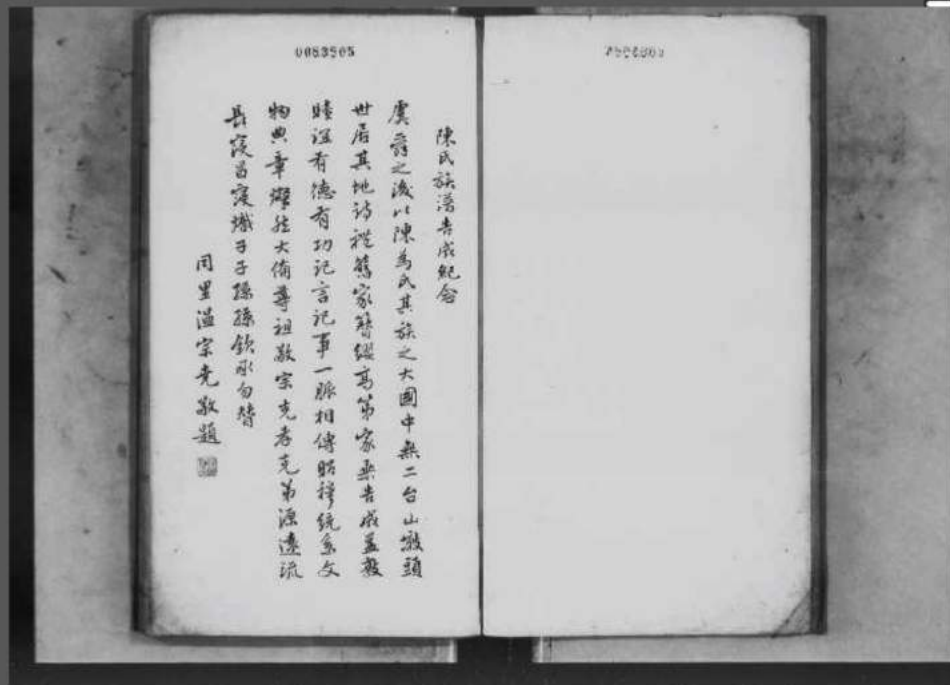 0083505
陳氏族譜告成紀念
虞爵之後以陳為氏其族之大國中無二台山墩頭
世居其地詩禮舊家簪纓高第家乘告成益敦
睦誼有德有功記言記事一脈相傳昭穆統系文
物典章燦然大備尊祖敬宗克孝克弟源遠流
長寖昌寖熾子子孫孫欽承勿替
同里溫宗堯敬題